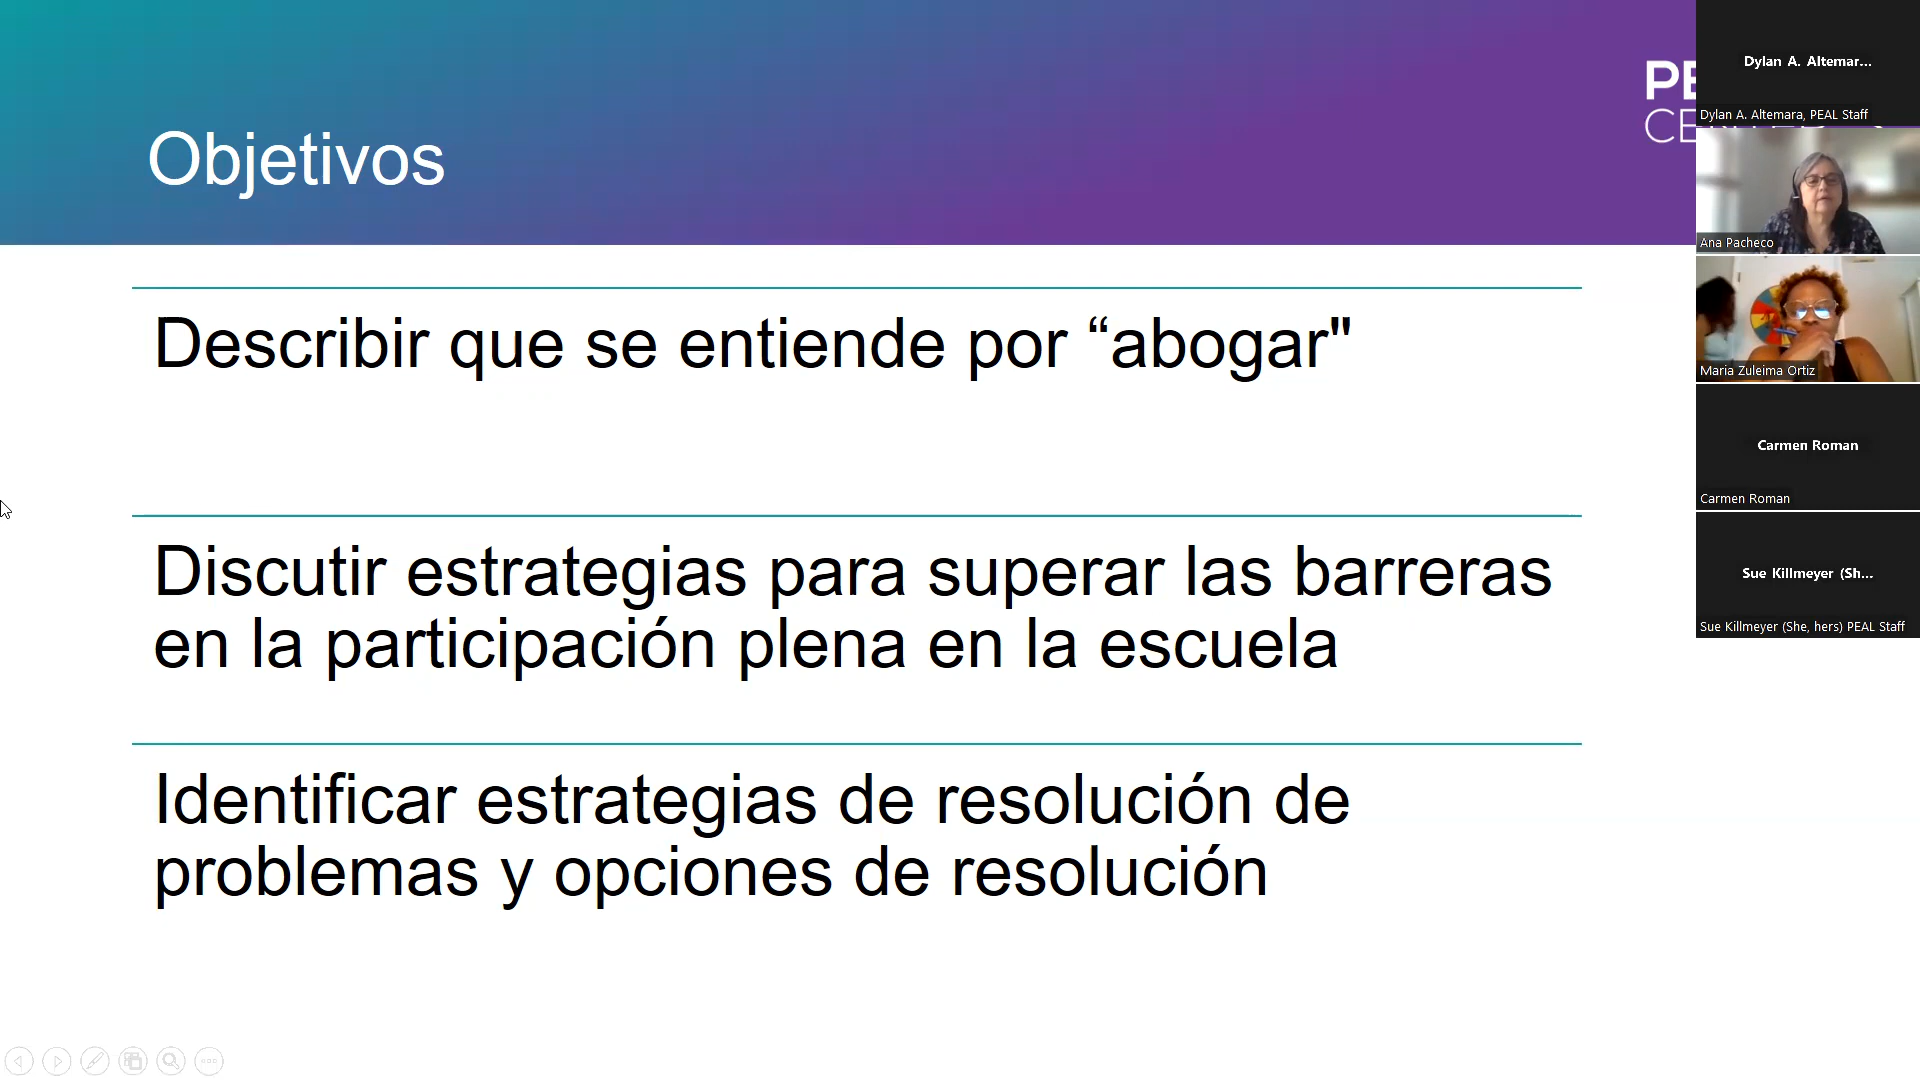 Objetivos
Describir que se entiende por “abogar"
Discutir estrategias para superar las barreras
en la participación plena en la escuela
Identificar estrategias de resolución de
problemas y opciones de resolución
Dylan A. Altemar...
Dylan A. Altemara, PEAL Staff
Ana Pacheco
Maria Zuleima Ortiz
Carmen Roman
Carmen Roman
Sue Killmeyer (Sh...
Sue Killmeyer (She, hers) PEAL Staff